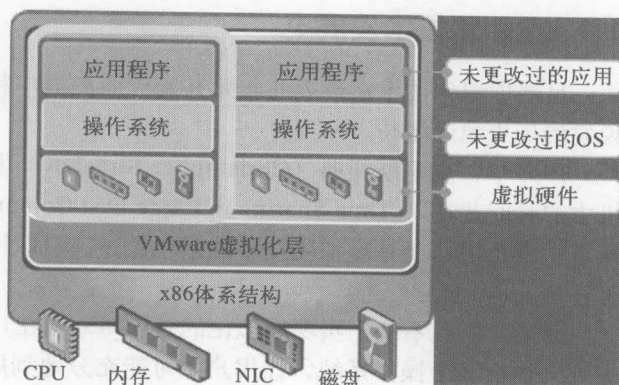 应用程序 应用程序 未更改过的应用
操作系统 操作系统 未更改过的OS
虚拟硬件
VMware虚拟化层
x86体系结构
CPU 内存 NIC 磁盘